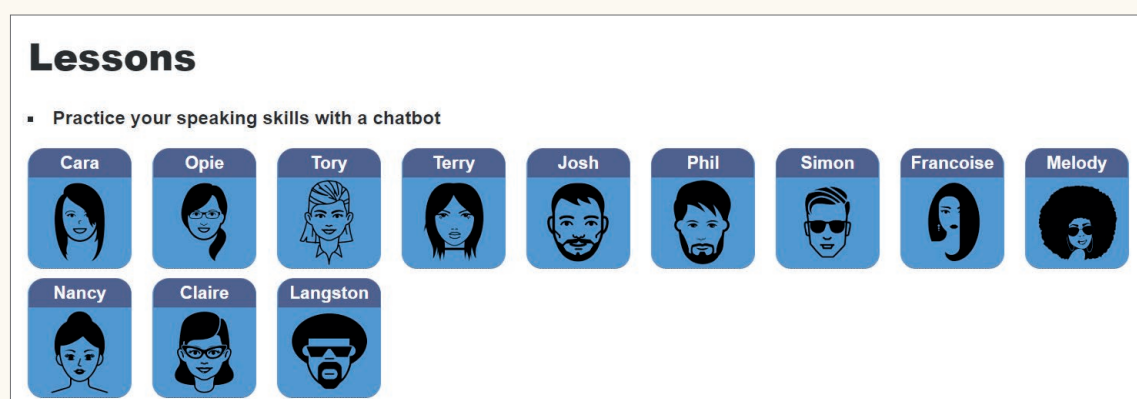 Lessons
▪ Practice your speaking skills with a chatbot
Cara Opie Tory Terry Josh Phil Simon Francoise Melody
Nancy Claire Langston